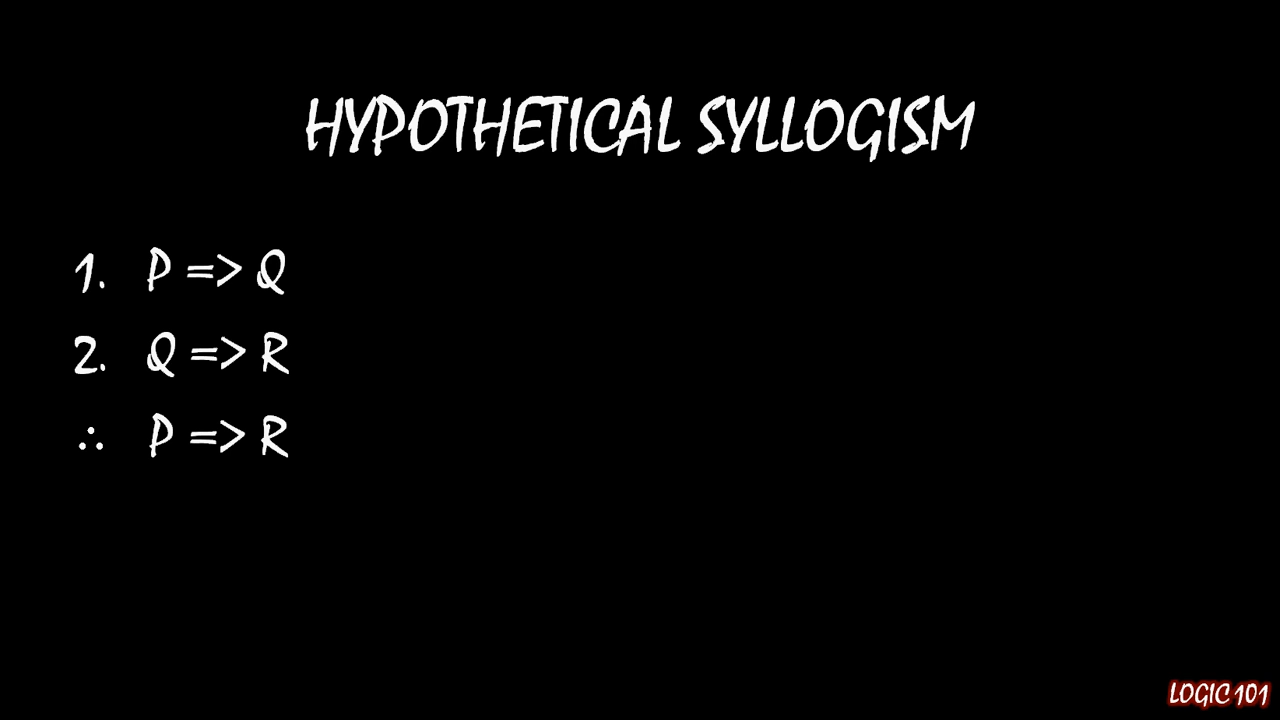 HYPOTHETICAL SYLLOGISM
1. P => Q
2. Q => R
∴ P => R
LOGIC 101